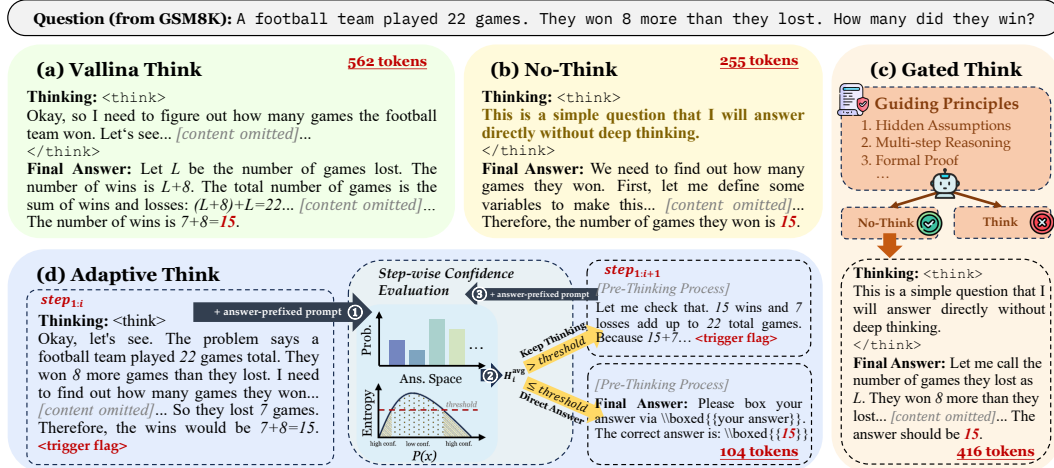 Question (from GSM8K): A football team played 22 games. They won 8 more than they lost. How many did they win?
(a) Vallina Think
562 tokens
Thinking: <think>
Okay, so I need to figure out how many games the football
team won. Let's see... [content omitted]...
</think>
Final Answer: Let L be the number of games lost. The
number of wins is L+8. The total number of games is the
sum of wins and losses: (L+8)+L=22... [content omitted]...
The number of wins is 7+8=15.
(b) No-Think
255 tokens
Thinking: <think>
This is a simple question that I will answer
directly without deep thinking.
</think>
Final Answer: We need to find out how many
games they won. First, let me define some
variables to make this... [content omitted]...
Therefore, the number of games they won is 15.
(c) Gated Think
Guiding Principles
1. Hidden Assumptions
2. Multi-step Reasoning
3. Formal Proof
...
No-Think
Think
Thinking: <think>
This is a simple question that I
will answer directly without
deep thinking.
</think>
Final Answer: Let me call the
number of games they lost as
L. They won 8 more than they
lost... [content omitted]... The
answer should be 15.
416 tokens
(d) Adaptive Think
step1:i
Thinking: <think>
Okay, let's see. The problem says a
football team played 22 games total. They
won 8 more games than they lost. I need
to find out how many games they won...
[content omitted]... So they lost 7 games.
Therefore, the wins would be 7+8=15.
<trigger flag>
+ answer-prefixed prompt 1
Step-wise Confidence
Evaluation
3 + answer-prefixed prompt
Prob.
...
Ans. Space
2
H_i^avg
Entropy
threshold
high conf.
low conf.
high conf.
P(x)
Keep Thinking
> threshold
≤ threshold
Direct Answer
step1:i+1
[Pre-Thinking Process]
Let me check that. 15 wins and 7
losses add up to 22 total games.
Because 15+7... <trigger flag>
[Pre-Thinking Process]
Final Answer: Please box your
answer via \\boxed{{your answer}}.
The correct answer is: \\boxed{{15}}
104 tokens